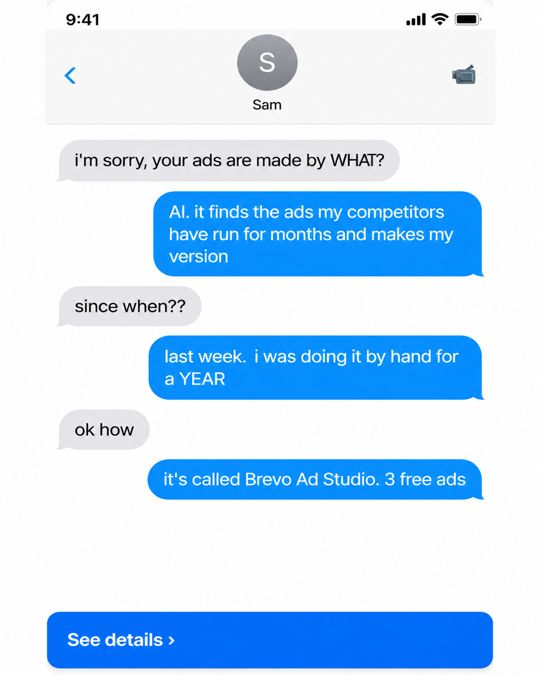 9:41
S
Sam
i'm sorry, your ads are made by WHAT?
AI. it finds the ads my competitors
have run for months and makes my
version
since when??
last week.  i was doing it by hand for
a YEAR
ok how
it's called Brevo Ad Studio. 3 free ads
See details ›